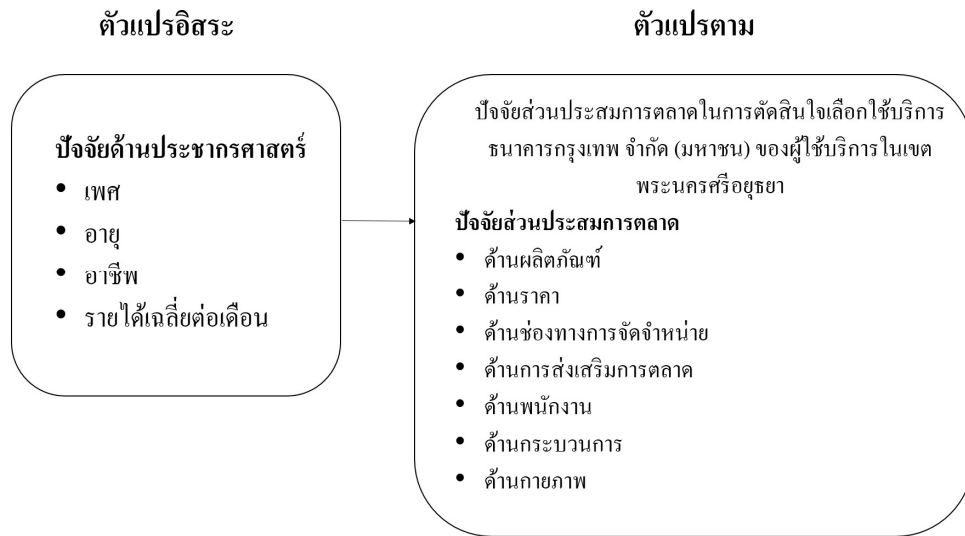 ตัวแปรอิสระ
ปัจจัยด้านประชากรศาสตร์
• เพศ
• อายุ
• อาชีพ
• รายได้เฉลี่ยต่อเดือน
ตัวแปรตาม
ปัจจัยส่วนประสมการตลาดในการตัดสินใจเลือกใช้บริการ
ธนาคารกรุงเทพ จำกัด (มหาชน) ของผู้ใช้บริการในเขต
พระนครศรีอยุธยา
ปัจจัยส่วนประสมการตลาด
• ด้านผลิตภัณฑ์
• ด้านราคา
• ด้านช่องทางการจัดจำหน่าย
• ด้านการส่งเสริมการตลาด
• ด้านพนักงาน
• ด้านกระบวนการ
• ด้านกายภาพ